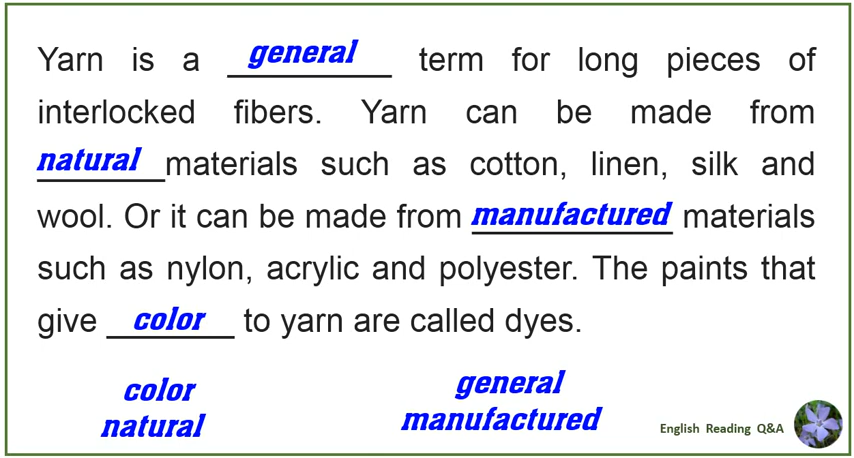 Yarn is a general term for long pieces of
interlocked fibers. Yarn can be made from
natural materials such as cotton, linen, silk and
wool. Or it can be made from manufactured materials
such as nylon, acrylic and polyester. The paints that
give color to yarn are called dyes.
color
natural
general
manufactured
English Reading Q&A